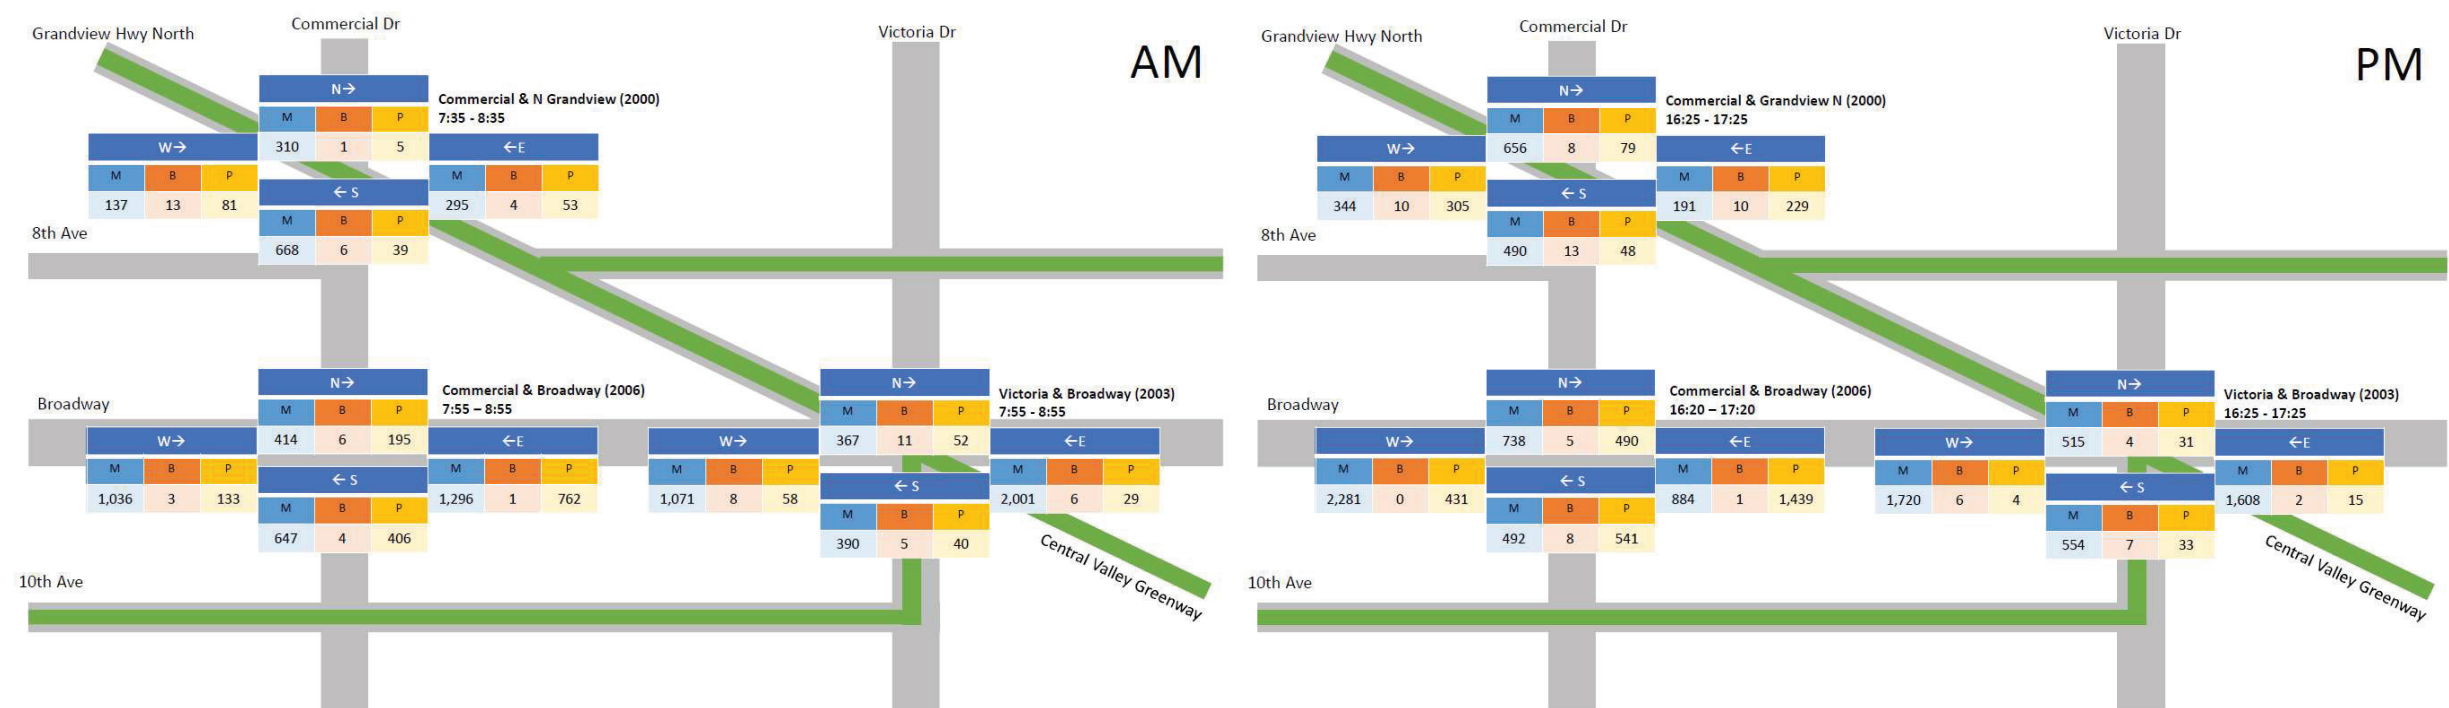 Commercial Dr
Grandview Hwy North
Victoria Dr
AM
N→
M B P
310 1 5
Commercial & N Grandview (2000)
7:35 - 8:35
W→
M B P
137 13 81
←E
M B P
295 4 53
← S
M B P
668 6 39
8th Ave
N→
M B P
414 6 195
Commercial & Broadway (2006)
7:55 – 8:55
Broadway
W→
M B P
1,036 3 133
←E
M B P
1,296 1 762
← S
M B P
647 4 406
N→
M B P
367 11 52
Victoria & Broadway (2003)
7:55 - 8:55
W→
M B P
1,071 8 58
←E
M B P
2,001 6 29
← S
M B P
390 5 40
Central Valley Greenway
10th Ave
Commercial Dr
Grandview Hwy North
Victoria Dr
PM
N→
M B P
656 8 79
Commercial & Grandview N (2000)
16:25 - 17:25
W→
M B P
344 10 305
←E
M B P
191 10 229
← S
M B P
490 13 48
8th Ave
N→
M B P
738 5 490
Commercial & Broadway (2006)
16:20 – 17:20
Broadway
W→
M B P
2,281 0 431
←E
M B P
884 1 1,439
← S
M B P
492 8 541
N→
M B P
515 4 31
Victoria & Broadway (2003)
16:25 - 17:25
W→
M B P
1,720 6 4
←E
M B P
1,608 2 15
← S
M B P
554 7 33
Central Valley Greenway
10th Ave